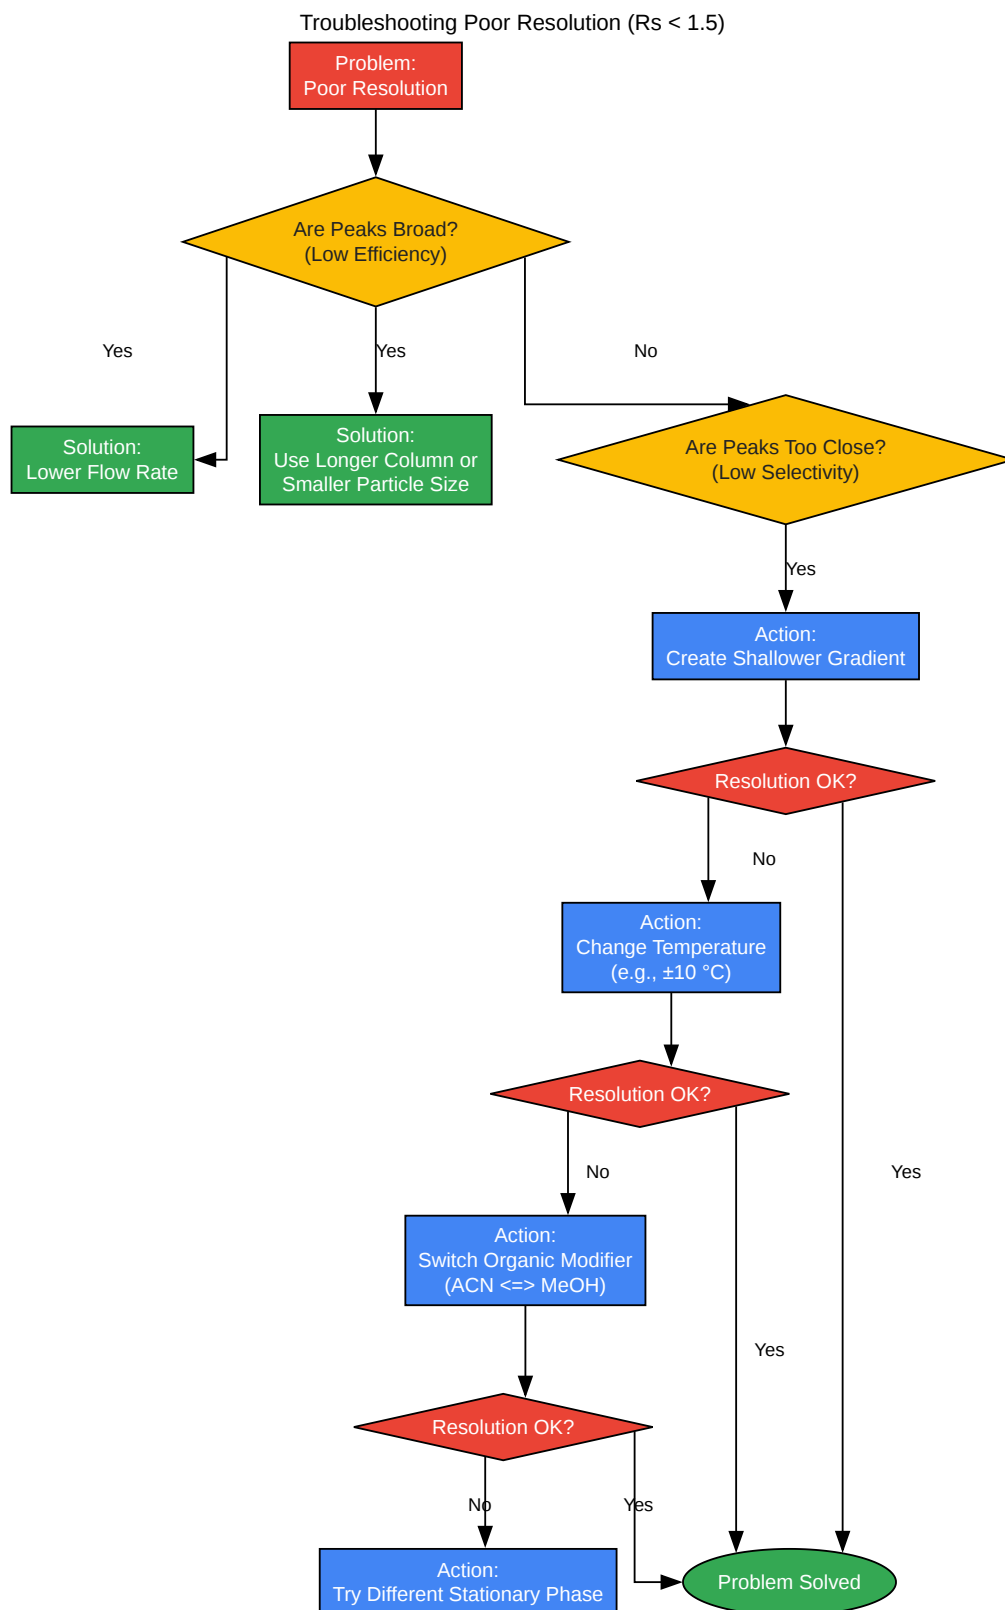 Troubleshooting Poor Resolution (Rs < 1.5)
Problem:
Poor Resolution
Are Peaks Broad?
(Low Efficiency)
Yes
Yes
No
Solution:
Lower Flow Rate
Solution:
Use Longer Column or
Smaller Particle Size
Are Peaks Too Close?
(Low Selectivity)
Yes
Action:
Create Shallower Gradient
Resolution OK?
No
Action:
Change Temperature
(e.g., ±10 °C)
Resolution OK?
No
Yes
Action:
Switch Organic Modifier
(ACN <=> MeOH)
Yes
Resolution OK?
No
Yes
Action:
Try Different Stationary Phase
Problem Solved